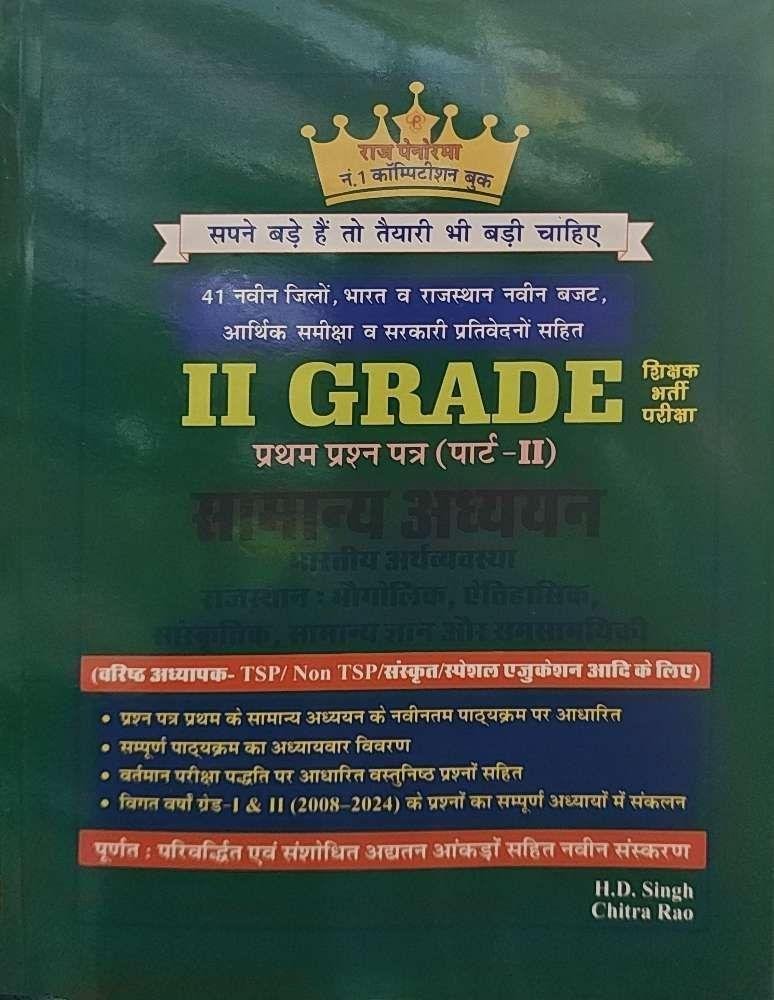 राज पेनोरमा
नं.1 कॉम्पिटीशन बुक
सपने बड़े हैं तो तैयारी भी बड़ी चाहिए
41 नवीन जिलों, भारत व राजस्थान नवीन बजट,
आर्थिक समीक्षा व सरकारी प्रतिवेदनों सहित
II GRADE
शिक्षक
भर्ती
परीक्षा
प्रथम प्रश्न पत्र (पार्ट -II)
सामान्य अध्ययन
भारतीय अर्थव्यवस्था
राजस्थान : भौगोलिक, ऐतिहासिक,
सांस्कृतिक, सामान्य ज्ञान और समसामयिकी
(वरिष्ठ अध्यापक- TSP/ Non TSP/संस्कृत/स्पेशल एजुकेशन आदि के लिए)
• प्रश्न पत्र प्रथम के सामान्य अध्ययन के नवीनतम पाठ्यक्रम पर आधारित
• सम्पूर्ण पाठ्यक्रम का अध्यायवार विवरण
• वर्तमान परीक्षा पद्धति पर आधारित वस्तुनिष्ठ प्रश्नों सहित
• विगत वर्षों ग्रेड-I & II (2008-2024) के प्रश्नों का सम्पूर्ण अध्यायों में संकलन
पूर्णत : परिवर्द्धित एवं संशोधित अद्यतन आंकड़ों सहित नवीन संस्करण
H.D. Singh
Chitra Rao